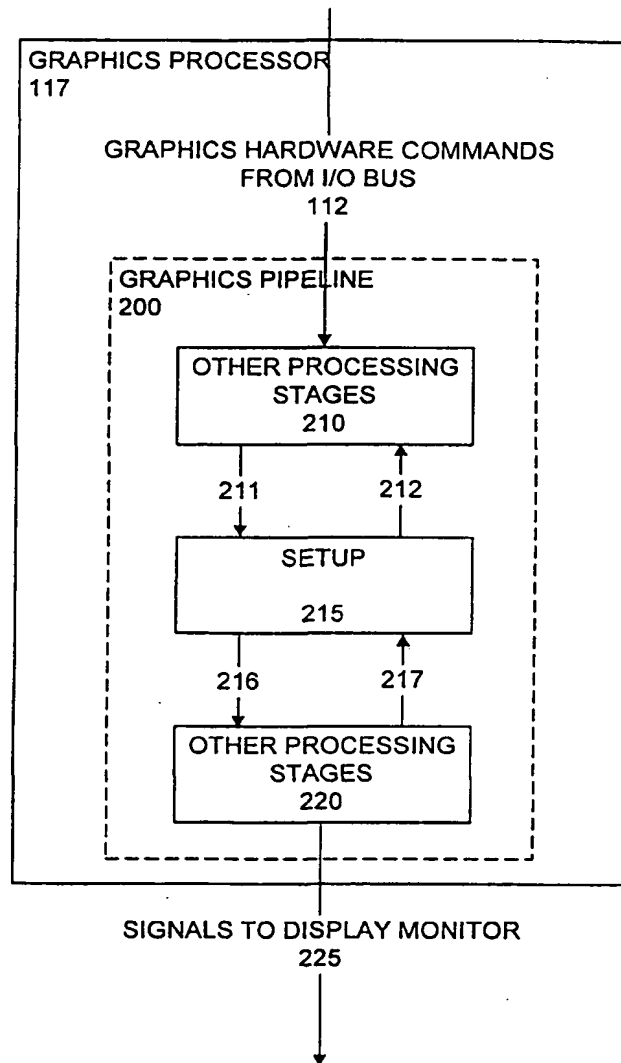 GRAPHICS PROCESSOR
117
GRAPHICS HARDWARE COMMANDS
FROM I/O BUS
112
GRAPHICS PIPELINE
200
OTHER PROCESSING
STAGES
210
211
212
SETUP
215
216
217
OTHER PROCESSING
STAGES
220
SIGNALS TO DISPLAY MONITOR
225